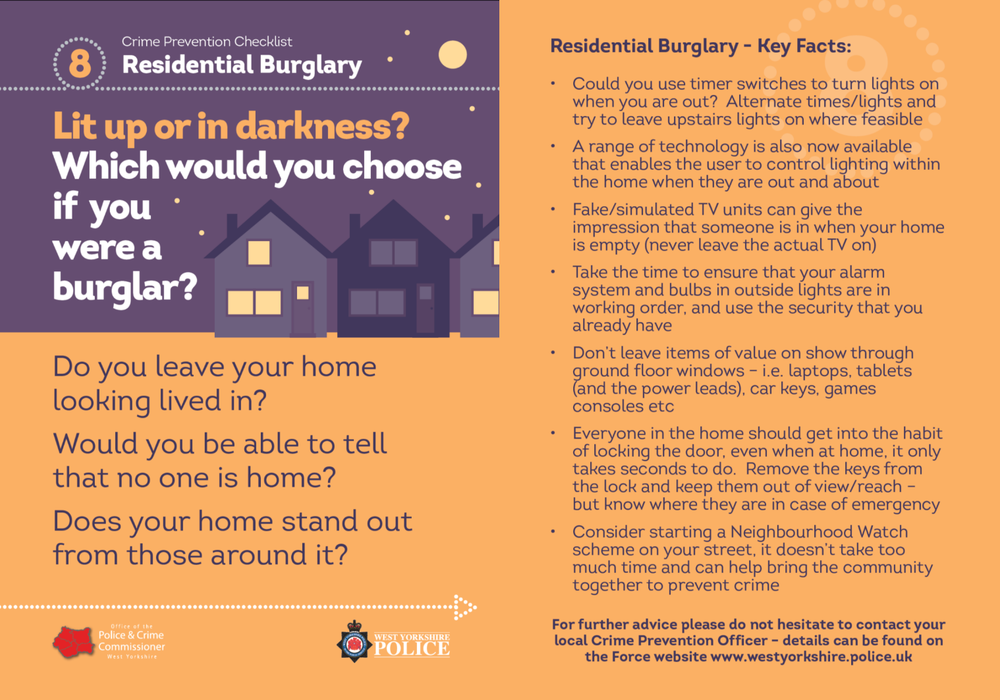 8
Crime Prevention Checklist
Residential Burglary
Lit up or in darkness?
Which would you choose
if you
were a
burglar?
Do you leave your home
looking lived in?
Would you be able to tell
that no one is home?
Does your home stand out
from those around it?
Office of the
Police & Crime
Commissioner
West Yorkshire
WEST YORKSHIRE
POLICE
8
Residential Burglary - Key Facts:
• Could you use timer switches to turn lights on
when you are out?  Alternate times/lights and
try to leave upstairs lights on where feasible
• A range of technology is also now available
that enables the user to control lighting within
the home when they are out and about
• Fake/simulated TV units can give the
impression that someone is in when your home
is empty (never leave the actual TV on)
• Take the time to ensure that your alarm
system and bulbs in outside lights are in
working order, and use the security that you
already have
• Don't leave items of value on show through
ground floor windows – i.e. laptops, tablets
(and the power leads), car keys, games
consoles etc
• Everyone in the home should get into the habit
of locking the door, even when at home, it only
takes seconds to do.  Remove the keys from
the lock and keep them out of view/reach –
but know where they are in case of emergency
• Consider starting a Neighbourhood Watch
scheme on your street, it doesn't take too
much time and can help bring the community
together to prevent crime
For further advice please do not hesitate to contact your
local Crime Prevention Officer – details can be found on
the Force website www.westyorkshire.police.uk